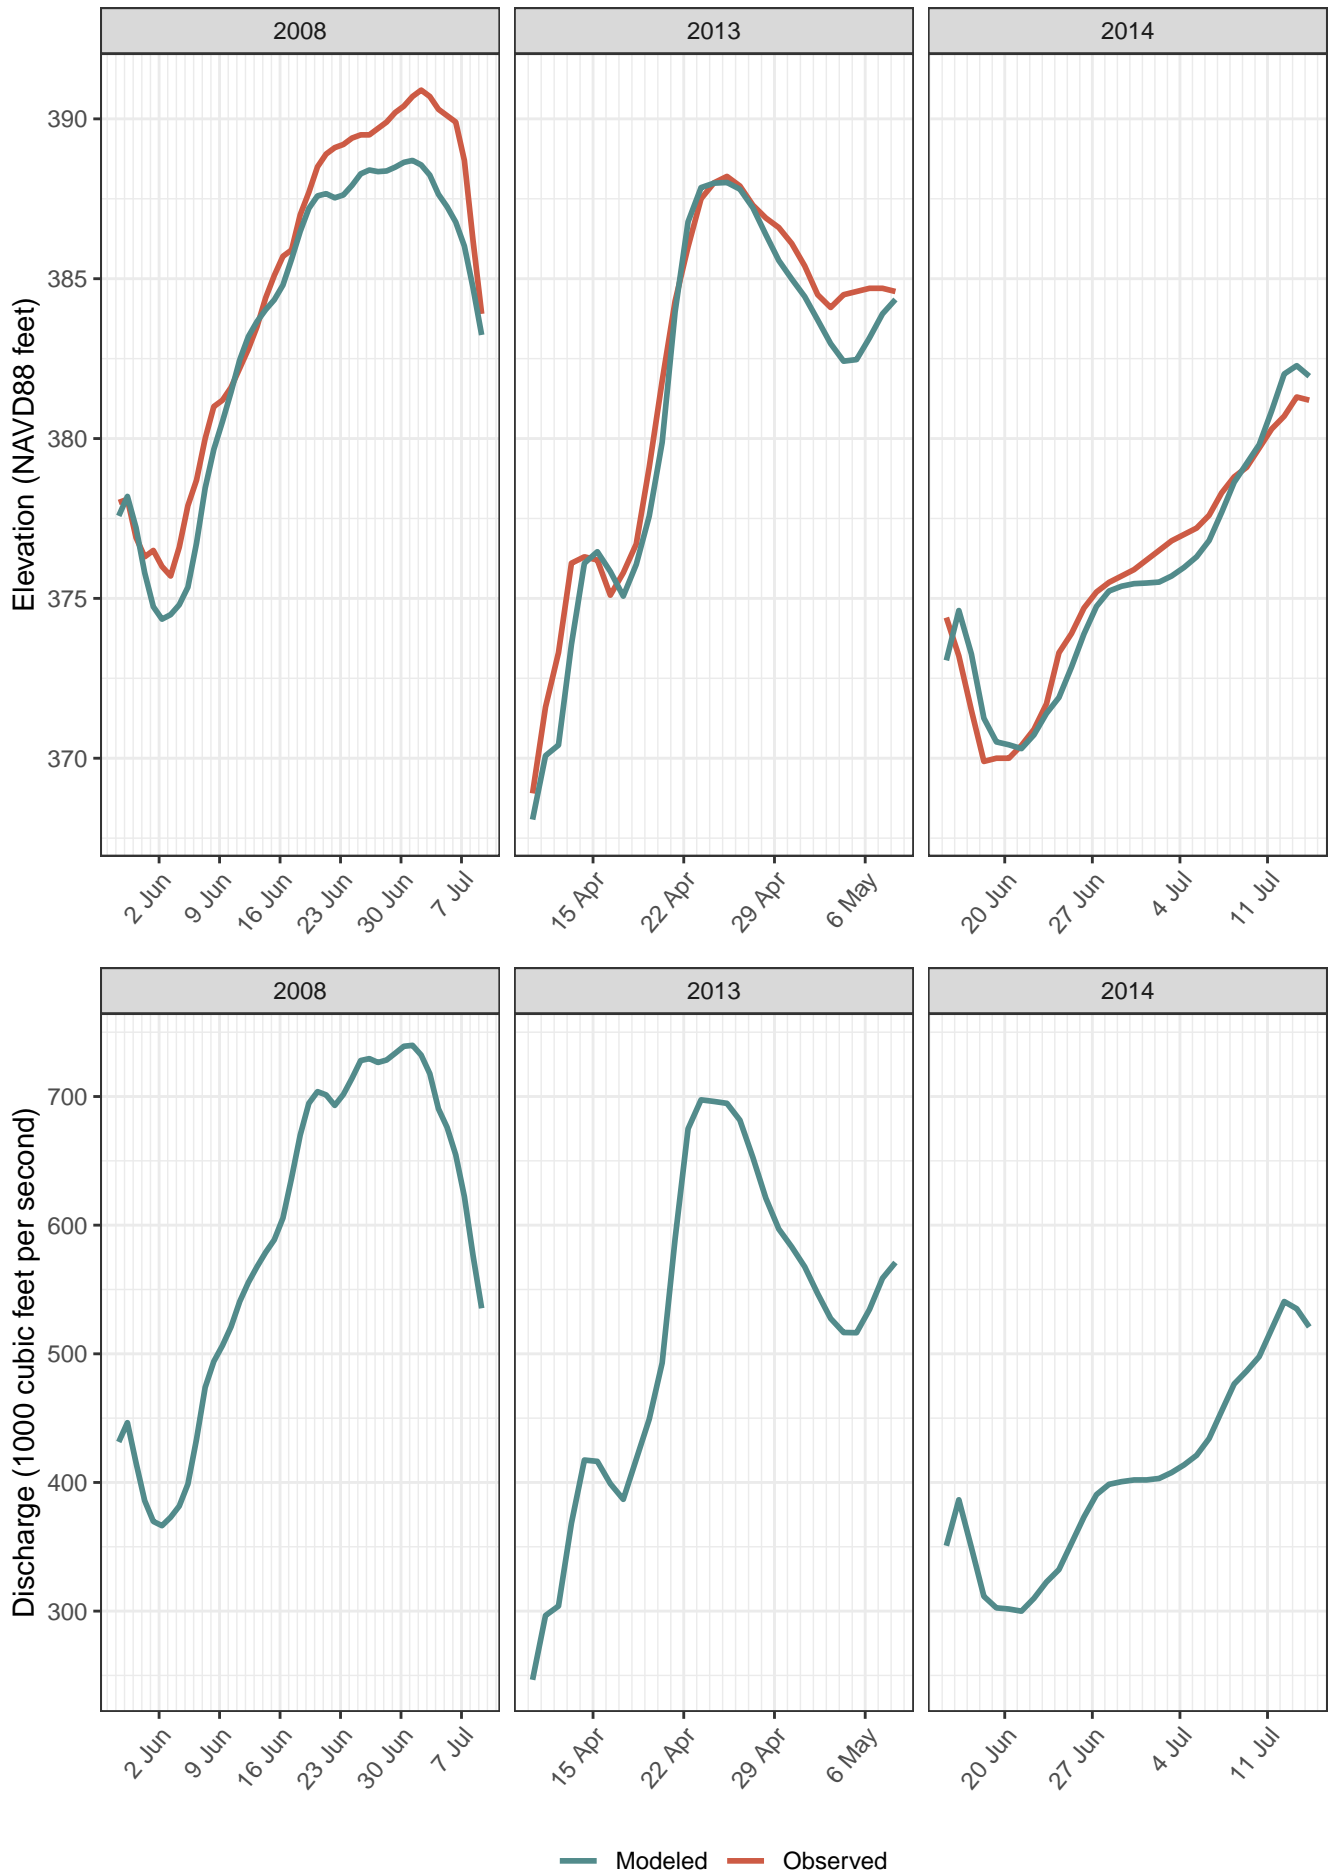 2008 2013 2014
Elevation (NAVD88 feet)
390
385
380
375
370
2 Jun 9 Jun 16 Jun 23 Jun 30 Jun 7 Jul 15 Apr 22 Apr 29 Apr 6 May 20 Jun 27 Jun 4 Jul 11 Jul
2008 2013 2014
Discharge (1000 cubic feet per second)
700
600
500
400
300
2 Jun 9 Jun 16 Jun 23 Jun 30 Jun 7 Jul 15 Apr 22 Apr 29 Apr 6 May 20 Jun 27 Jun 4 Jul 11 Jul
Modeled Observed